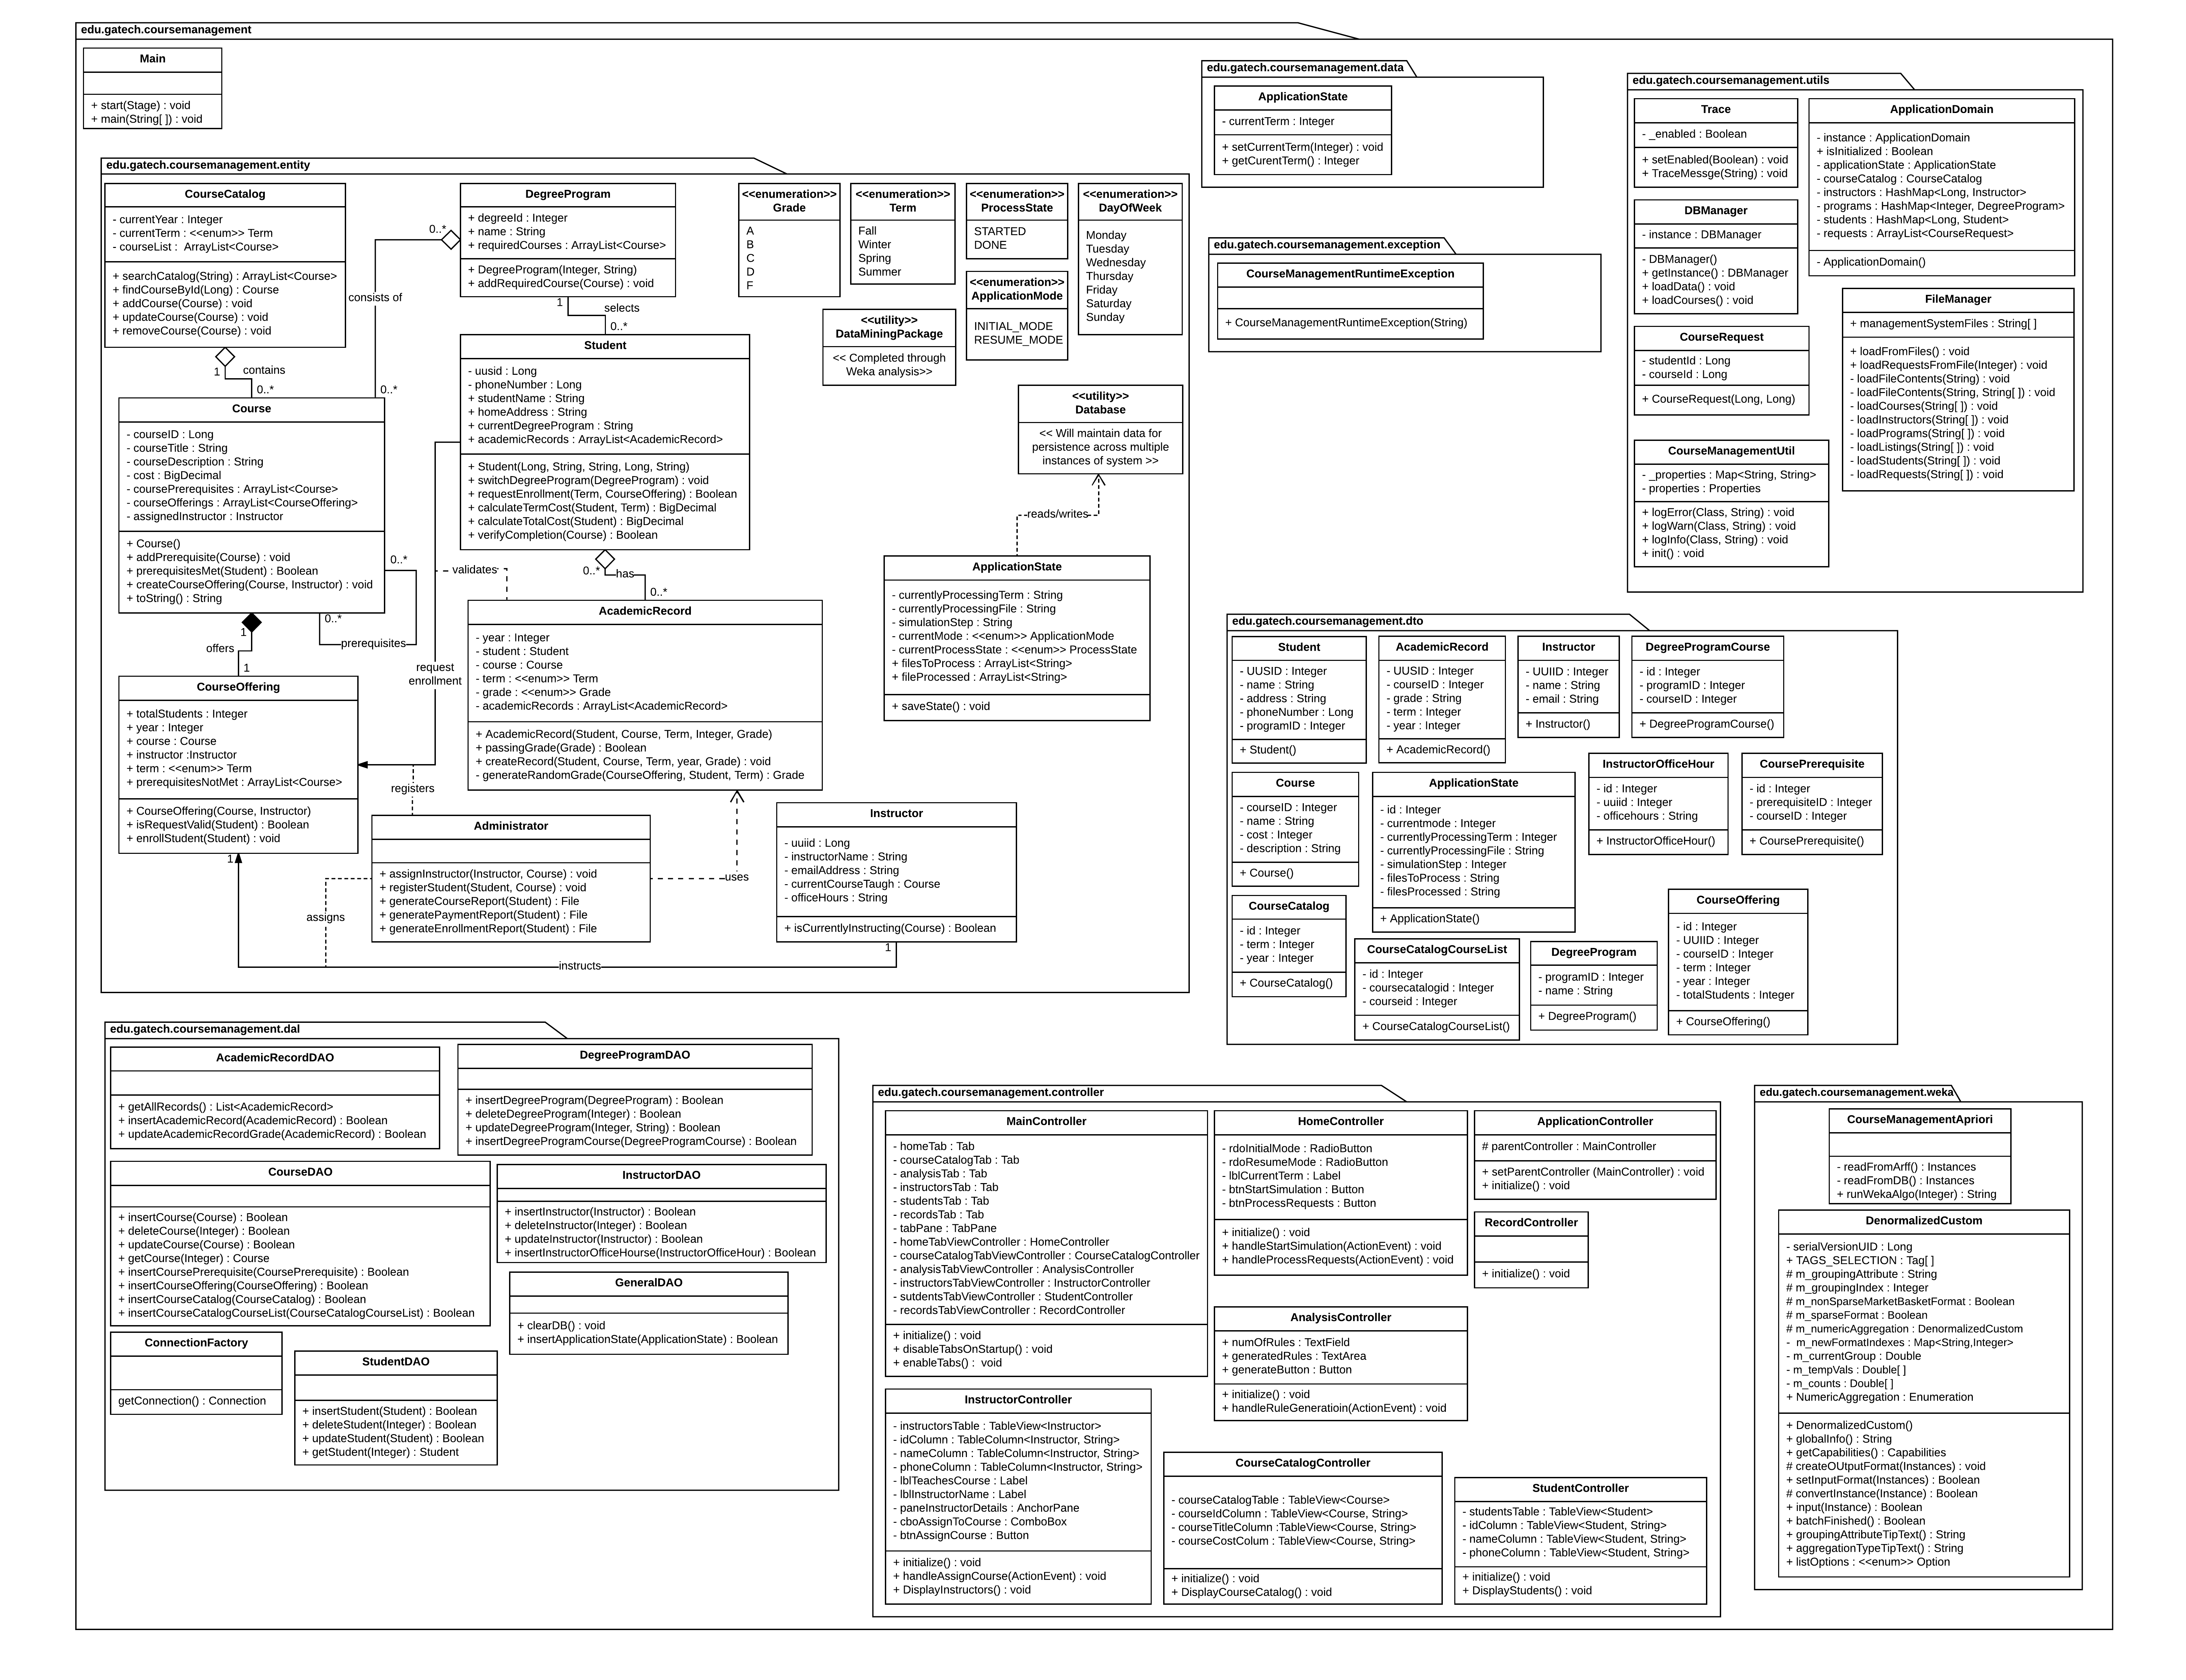 edu.gatech.coursemanagement
Main
+ start(Stage) : void
+ main(String[ ]) : void
edu.gatech.coursemanagement.entity
CourseCatalog
- currentYear : Integer
- currentTerm : <<enum>> Term
- courseList :  ArrayList<Course>
+ searchCatalog(String) : ArrayList<Course>
+ findCourseById(Long) : Course
+ addCourse(Course) : void
+ updateCourse(Course) : void
+ removeCourse(Course) : void
1
contains
0..*
0..*
consists of
0..*
DegreeProgram
+ degreeId : Integer
+ name : String
+ requiredCourses : ArrayList<Course>
+ DegreeProgram(Integer, String)
+ addRequiredCourse(Course) : void
1
selects
0..*
<<enumeration>>
Grade
A
B
C
D
F
<<enumeration>>
Term
Fall
Winter
Spring
Summer
<<enumeration>>
ProcessState
STARTED
DONE
<<enumeration>>
DayOfWeek
Monday
Tuesday
Wednesday
Thursday
Friday
Saturday
Sunday
<<enumeration>>
ApplicationMode
INITIAL_MODE
RESUME_MODE
<<utility>>
DataMiningPackage
<< Completed through
Weka analysis>>
<<utility>>
Database
<< Will maintain data for
persistence across multiple
instances of system >>
reads/writes
Course
- courseID : Long
- courseTitle : String
- courseDescription : String
- cost : BigDecimal
- coursePrerequisites : ArrayList<Course>
- courseOfferings : ArrayList<CourseOffering>
- assignedInstructor : Instructor
+ Course()
+ addPrerequisite(Course) : void
+ prerequisitesMet(Student) : Boolean
+ createCourseOffering(Course, Instructor) : void
+ toString() : String
0..*
0..*
prerequisites
1
offers
1
Student
- uusid : Long
- phoneNumber : Long
+ studentName : String
+ homeAddress : String
+ currentDegreeProgram : String
+ academicRecords : ArrayList<AcademicRecord>
+ Student(Long, String, String, Long, String)
+ switchDegreeProgram(DegreeProgram) : void
+ requestEnrollment(Term, CourseOffering) : Boolean
+ calculateTermCost(Student, Term) : BigDecimal
+ calculateTotalCost(Student) : BigDecimal
+ verifyCompletion(Course) : Boolean
validates
0..*
has
0..*
request
enrollment
AcademicRecord
- year : Integer
- student : Student
- course : Course
- term : <<enum>> Term
- grade : <<enum>> Grade
- academicRecords : ArrayList<AcademicRecord>
+ AcademicRecord(Student, Course, Term, Integer, Grade)
+ passingGrade(Grade) : Boolean
+ createRecord(Student, Course, Term, year, Grade) : void
- generateRandomGrade(CourseOffering, Student, Term) : Grade
ApplicationState
- currentlyProcessingTerm : String
- currentlyProcessingFile : String
- simulationStep : String
- currentMode : <<enum>> ApplicationMode
- currentProcessState : <<enum>> ProcessState
+ filesToProcess : ArrayList<String>
+ fileProcessed : ArrayList<String>
+ saveState() : void
CourseOffering
+ totalStudents : Integer
+ year : Integer
+ course : Course
+ instructor :Instructor
+ term : <<enum>> Term
+ prerequisitesNotMet : ArrayList<Course>
+ CourseOffering(Course, Instructor)
+ isRequestValid(Student) : Boolean
+ enrollStudent(Student) : void
1
registers
Administrator
+ assignInstructor(Instructor, Course) : void
+ registerStudent(Student, Course) : void
+ generateCourseReport(Student) : File
+ generatePaymentReport(Student) : File
+ generateEnrollmentReport(Student) : File
uses
assigns
Instructor
- uuiid : Long
- instructorName : String
- emailAddress : String
- currentCourseTaugh : Course
- officeHours : String
+ isCurrentlyInstructing(Course) : Boolean
1
instructs
edu.gatech.coursemanagement.data
ApplicationState
- currentTerm : Integer
+ setCurrentTerm(Integer) : void
+ getCurentTerm() : Integer
edu.gatech.coursemanagement.exception
CourseManagementRuntimeException
+ CourseManagementRuntimeException(String)
edu.gatech.coursemanagement.utils
Trace
- _enabled : Boolean
+ setEnabled(Boolean) : void
+ TraceMessge(String) : void
ApplicationDomain
- instance : ApplicationDomain
+ isInitialized : Boolean
- applicationState : ApplicationState
- courseCatalog : CourseCatalog
- instructors : HashMap<Long, Instructor>
- programs : HashMap<Integer, DegreeProgram>
- students : HashMap<Long, Student>
- requests : ArrayList<CourseRequest>
- ApplicationDomain()
DBManager
- instance : DBManager
- DBManager()
+ getInstance() : DBManager
+ loadData() : void
+ loadCourses() : void
FileManager
+ managementSystemFiles : String[ ]
+ loadFromFiles() : void
+ loadRequestsFromFile(Integer) : void
- loadFileContents(String) : void
- loadFileContents(String, String[ ]) : void
- loadCourses(String[ ]) : void
- loadInstructors(String[ ]) : void
- loadPrograms(String[ ]) : void
- loadListings(String[ ]) : void
- loadStudents(String[ ]) : void
- loadRequests(String[ ]) : void
CourseRequest
- studentId : Long
- courseId : Long
+ CourseRequest(Long, Long)
CourseManagementUtil
- _properties : Map<String, String>
- properties : Properties
+ logError(Class, String) : void
+ logWarn(Class, String) : void
+ logInfo(Class, String) : void
+ init() : void
edu.gatech.coursemanagement.dto
Student
- UUSID : Integer
- name : String
- address : String
- phoneNumber : Long
- programID : Integer
+ Student()
AcademicRecord
- UUSID : Integer
- courseID : Integer
- grade : String
- term : Integer
- year : Integer
+ AcademicRecord()
Instructor
- UUIID : Integer
- name : String
- email : String
+ Instructor()
DegreeProgramCourse
- id : Integer
- programID : Integer
- courseID : Integer
+ DegreeProgramCourse()
InstructorOfficeHour
- id : Integer
- uuiid : Integer
- officehours : String
+ InstructorOfficeHour()
CoursePrerequisite
- id : Integer
- prerequisiteID : Integer
- courseID : Integer
+ CoursePrerequisite()
Course
- courseID : Integer
- name : String
- cost : Integer
- description : String
+ Course()
ApplicationState
- id : Integer
- currentmode : Integer
- currentlyProcessingTerm : Integer
- currentlyProcessingFile : String
- simulationStep : Integer
- filesToProcess : String
- filesProcessed : String
+ ApplicationState()
CourseCatalog
- id : Integer
- term : Integer
- year : Integer
+ CourseCatalog()
CourseCatalogCourseList
- id : Integer
- coursecatalogid : Integer
- courseid : Integer
+ CourseCatalogCourseList()
DegreeProgram
- programID : Integer
- name : String
+ DegreeProgram()
CourseOffering
- id : Integer
- UUIID : Integer
- courseID : Integer
- term : Integer
- year : Integer
- totalStudents : Integer
+ CourseOffering()
edu.gatech.coursemanagement.dal
AcademicRecordDAO
+ getAllRecords() : List<AcademicRecord>
+ insertAcademicRecord(AcademicRecord) : Boolean
+ updateAcademicRecordGrade(AcademicRecord) : Boolean
DegreeProgramDAO
+ insertDegreeProgram(DegreeProgram) : Boolean
+ deleteDegreeProgram(Integer) : Boolean
+ updateDegreeProgram(Integer, String) : Boolean
+ insertDegreeProgramCourse(DegreeProgramCourse) : Boolean
CourseDAO
+ insertCourse(Course) : Boolean
+ deleteCourse(Integer) : Boolean
+ updateCourse(Course) : Boolean
+ getCourse(Integer) : Course
+ insertCoursePrerequisite(CoursePrerequisite) : Boolean
+ insertCourseOffering(CourseOffering) : Boolean
+ insertCourseCatalog(CourseCatalog) : Boolean
+ insertCourseCatalogCourseList(CourseCatalogCourseList) : Boolean
InstructorDAO
+ insertInstructor(Instructor) : Boolean
+ deleteInstructor(Integer) : Boolean
+ updateInstructor(Instructor) : Boolean
+ insertInstructorOfficeHourse(InstructorOfficeHour) : Boolean
GeneralDAO
+ clearDB() : void
+ insertApplicationState(ApplicationState) : Boolean
ConnectionFactory
getConnection() : Connection
StudentDAO
+ insertStudent(Student) : Boolean
+ deleteStudent(Integer) : Boolean
+ updateStudent(Student) : Boolean
+ getStudent(Integer) : Student
edu.gatech.coursemanagement.controller
MainController
- homeTab : Tab
- courseCatalogTab : Tab
- analysisTab : Tab
- instructorsTab : Tab
- studentsTab : Tab
- recordsTab : Tab
- tabPane : TabPane
- homeTabViewController : HomeController
- courseCatalogTabViewController : CourseCatalogController
- analysisTabViewController : AnalysisController
- instructorsTabViewController : InstructorController
- sutdentsTabViewController : StudentController
- recordsTabViewController : RecordController
+ initialize() : void
+ disableTabsOnStartup() : void
+ enableTabs() :  void
HomeController
- rdoInitialMode : RadioButton
- rdoResumeMode : RadioButton
- lblCurrentTerm : Label
- btnStartSimulation : Button
- btnProcessRequests : Button
+ initialize() : void
+ handleStartSimulation(ActionEvent) : void
+ handleProcessRequests(ActionEvent) : void
ApplicationController
# parentController : MainController
+ setParentController (MainController) : void
+ initialize() : void
RecordController
+ initialize() : void
AnalysisController
+ numOfRules : TextField
+ generatedRules : TextArea
+ generateButton : Button
+ initialize() : void
+ handleRuleGeneratioin(ActionEvent) : void
InstructorController
- instructorsTable : TableView<Instructor>
- idColumn : TableColumn<Instructor, String>
- nameColumn : TableColumn<Instructor, String>
- phoneColumn : TableColumn<Instructor, String>
- lblTeachesCourse : Label
- lblInstructorName : Label
- paneInstructorDetails : AnchorPane
- cboAssignToCourse : ComboBox
- btnAssignCourse : Button
+ initialize() : void
+ handleAssignCourse(ActionEvent) : void
+ DisplayInstructors() : void
CourseCatalogController
- courseCatalogTable : TableView<Course>
- courseIdColumn : TableView<Course, String>
- courseTitleColumn :TableView<Course, String>
- courseCostColum : TableView<Course, String>
+ initialize() : void
+ DisplayCourseCatalog() : void
StudentController
- studentsTable : TableView<Student>
- idColumn : TableView<Student, String>
- nameColumn : TableView<Student, String>
- phoneColumn : TableView<Student, String>
+ initialize() : void
+ DisplayStudents() : void
edu.gatech.coursemanagement.weka
CourseManagementApriori
- readFromArff() : Instances
- readFromDB() : Instances
+ runWekaAlgo(Integer) : String
DenormalizedCustom
- serialVersionUID : Long
+ TAGS_SELECTION : Tag[ ]
# m_groupingAttribute : String
# m_groupingIndex : Integer
# m_nonSparseMarketBasketFormat : Boolean
# m_sparseFormat : Boolean
# m_numericAggregation : DenormalizedCustom
-  m_newFormatIndexes : Map<String,Integer>
- m_currentGroup : Double
- m_tempVals : Double[ ]
- m_counts : Double[ ]
+ NumericAggregation : Enumeration
+ DenormalizedCustom()
+ globalInfo() : String
+ getCapabilities() : Capabilities
# createOUtputFormat(Instances) : void
+ setInputFormat(Instances) : Boolean
# convertInstance(Instance) : Boolean
+ input(Instance) : Boolean
+ batchFinished() : Boolean
+ groupingAttributeTipText() : String
+ aggregationTypeTipText() : String
+ listOptions : <<enum>> Option